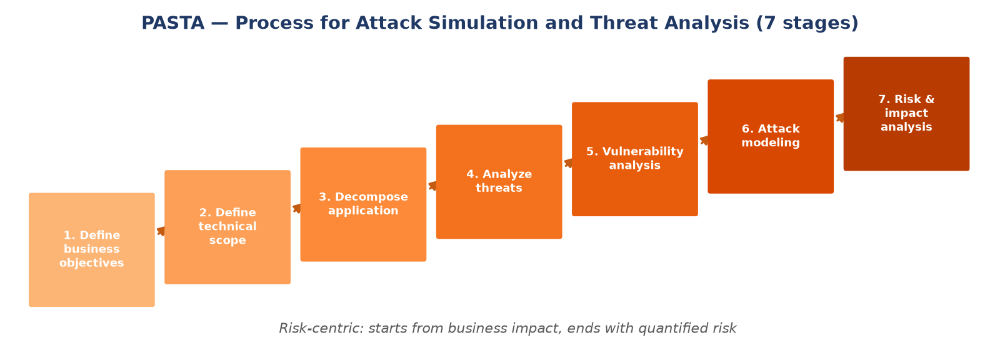 PASTA — Process for Attack Simulation and Threat Analysis (7 stages)
1. Define
business
objectives
2. Define
technical
scope
3. Decompose
application
4. Analyze
threats
5. Vulnerability
analysis
6. Attack
modeling
7. Risk &
impact
analysis
Risk-centric: starts from business impact, ends with quantified risk